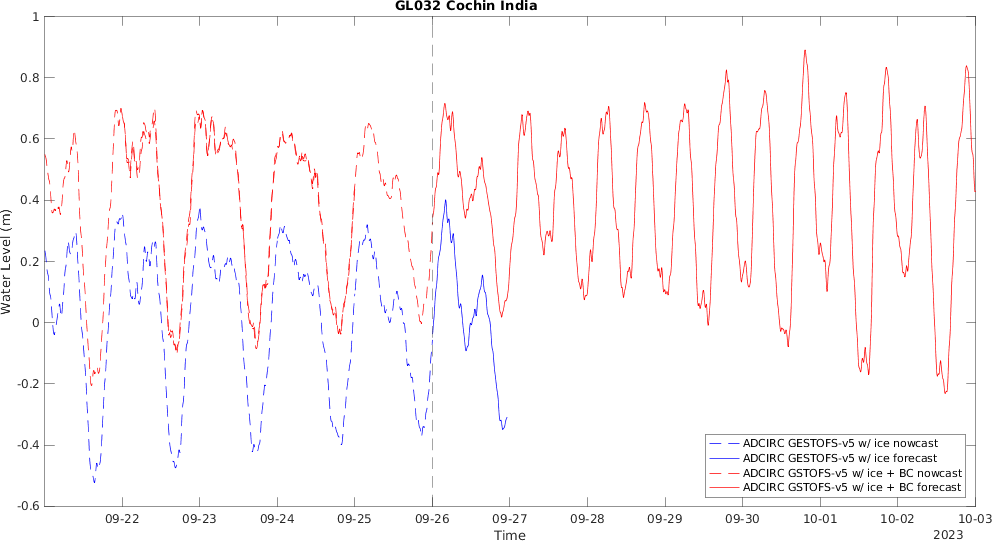 GL032 Cochin India
1
0.8
0.6
0.4
0.2
0
-0.2
-0.4
-0.6
Water Level (m)
ADCIRC GESTOFS-v5 w/ ice nowcast
ADCIRC GESTOFS-v5 w/ ice forecast
ADCIRC GSTOFS-v5 w/ ice + BC nowcast
ADCIRC GSTOFS-v5 w/ ice + BC forecast
09-22 09-23 09-24 09-25 09-26 09-27 09-28 09-29 09-30 10-01 10-02 10-03
Time
2023